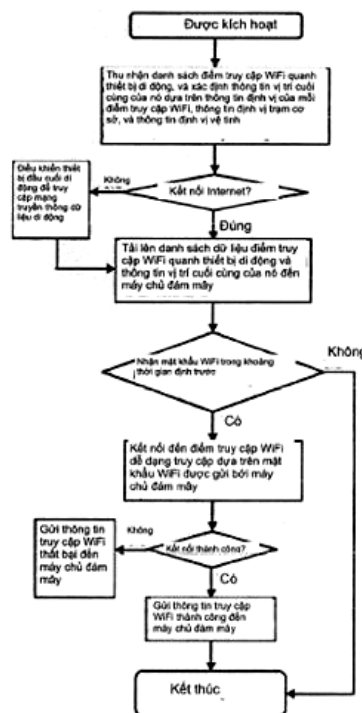 Được kích hoạt
Thu nhận danh sách điểm truy cập WiFi quanh
thiết bị di động, và xác định thông tin vị trí cuối
cùng của nó dựa trên thông tin định vị của mỗi
điểm truy cập WiFi, thông tin định vị trạm cơ
sở, và thông tin định vị vệ tinh
Kết nối Internet?
Không
Điều khiển thiết
bị đầu cuối di
động để truy
cập mạng
truyền thông dữ
liệu di động
Đúng
Tải lên danh sách dữ liệu điểm truy
cập WiFi quanh thiết bị di động và
thông tin vị trí cuối cùng của nó đến
máy chủ đám mây
Nhận mật khẩu WiFi trong khoảng
thời gian định trước
Không
Có
Kết nối đến điểm truy cập WiFi
dễ dạng truy cập dựa trên mật
khẩu WiFi được gửi bởi máy
chủ đám mây
Kết nối thành công?
Không
Gửi thông tin
truy cập WiFi
thất bại đến
máy chủ đám
mây
Có
Gửi thông tin truy cập
WiFi thành công đến
máy chủ đám mây
Kết thúc